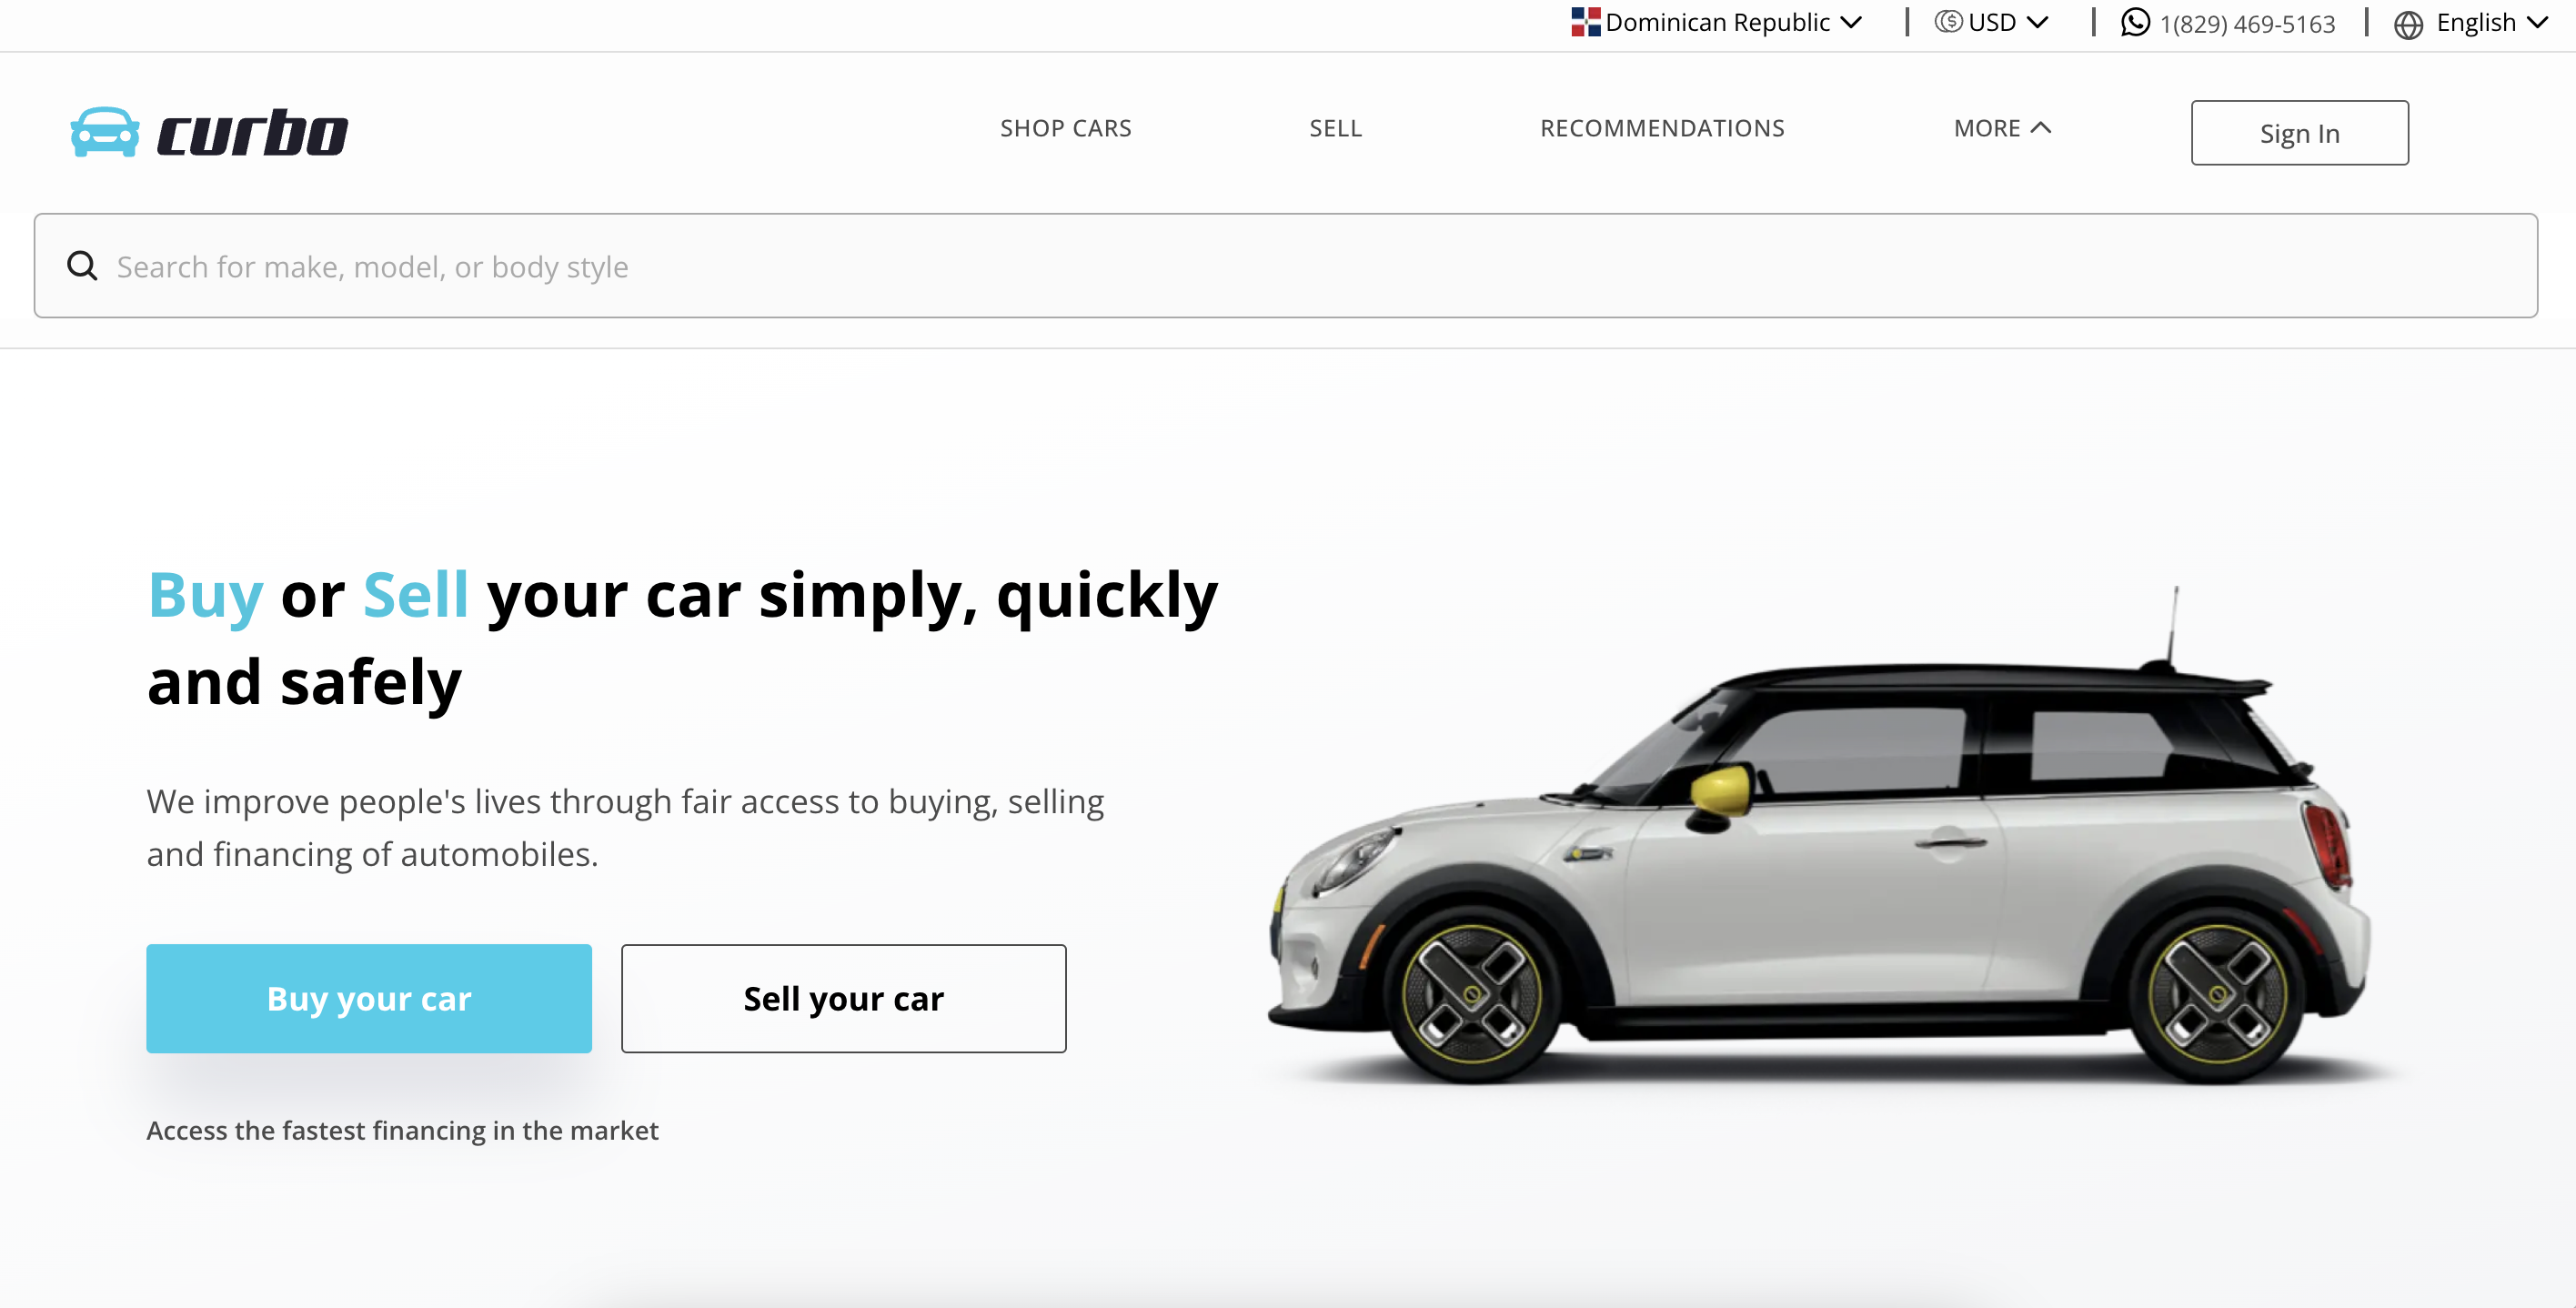 Dominican Republic | USD | 1(829) 469-5163 | English
curbo
SHOP CARS
SELL
RECOMMENDATIONS
MORE
Sign In
Search for make, model, or body style
Buy or Sell your car simply, quickly
and safely
We improve people's lives through fair access to buying, selling
and financing of automobiles.
Buy your car
Sell your car
Access the fastest financing in the market